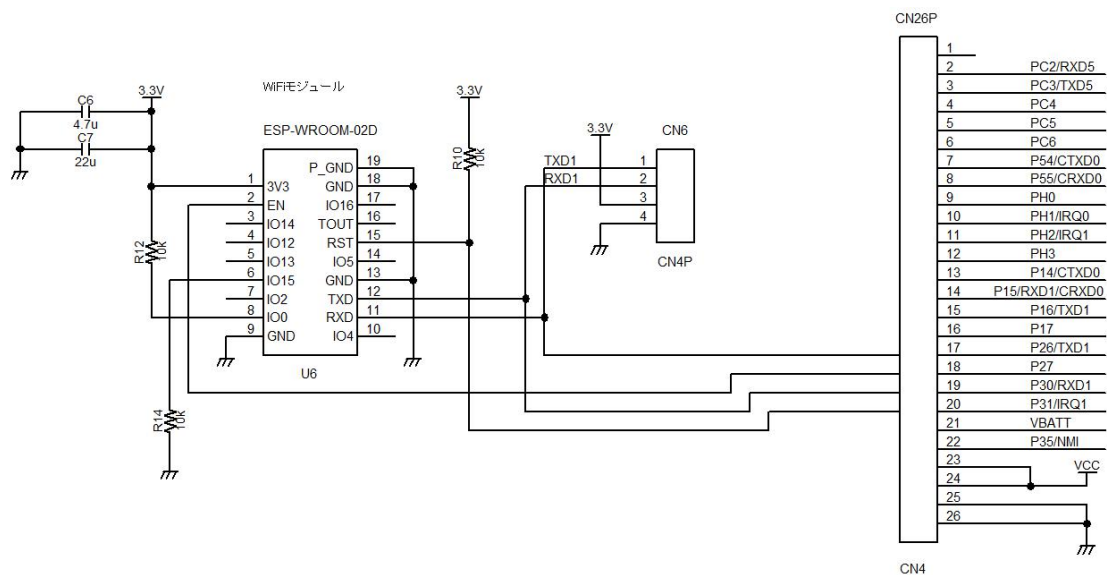 CN26P
1
2 PC2/RXD5
3 PC3/TXD5
4 PC4
5 PC5
6 PC6
7 P54/CTXD0
8 P55/CRXD0
9 PH0
10 PH1/IRQ0
11 PH2/IRQ1
12 PH3
13 P14/CTXD0
14 P15/RXD1/CRXD0
15 P16/TXD1
16 P17
17 P26/TXD1
18 P27
19 P30/RXD1
20 P31/IRQ1
21 VBATT
22 P35/NMI
23
24 VCC
25
26
CN4
WiFiモジュール
ESP-WROOM-02D
3.3V
C6
4.7u
C7
22u
R12
10k
R14
10k
1 3V3
2 EN
3 IO14
4 IO12
5 IO13
6 IO15
7 IO2
8 IO0
9 GND
P_GND 19
GND 18
IO16 17
TOUT 16
RST 15
IO5 14
GND 13
TXD 12
RXD 11
IO4 10
U6
3.3V
R10
10k
3.3V
CN6
TXD1 1
RXD1 2
3
4
CN4P